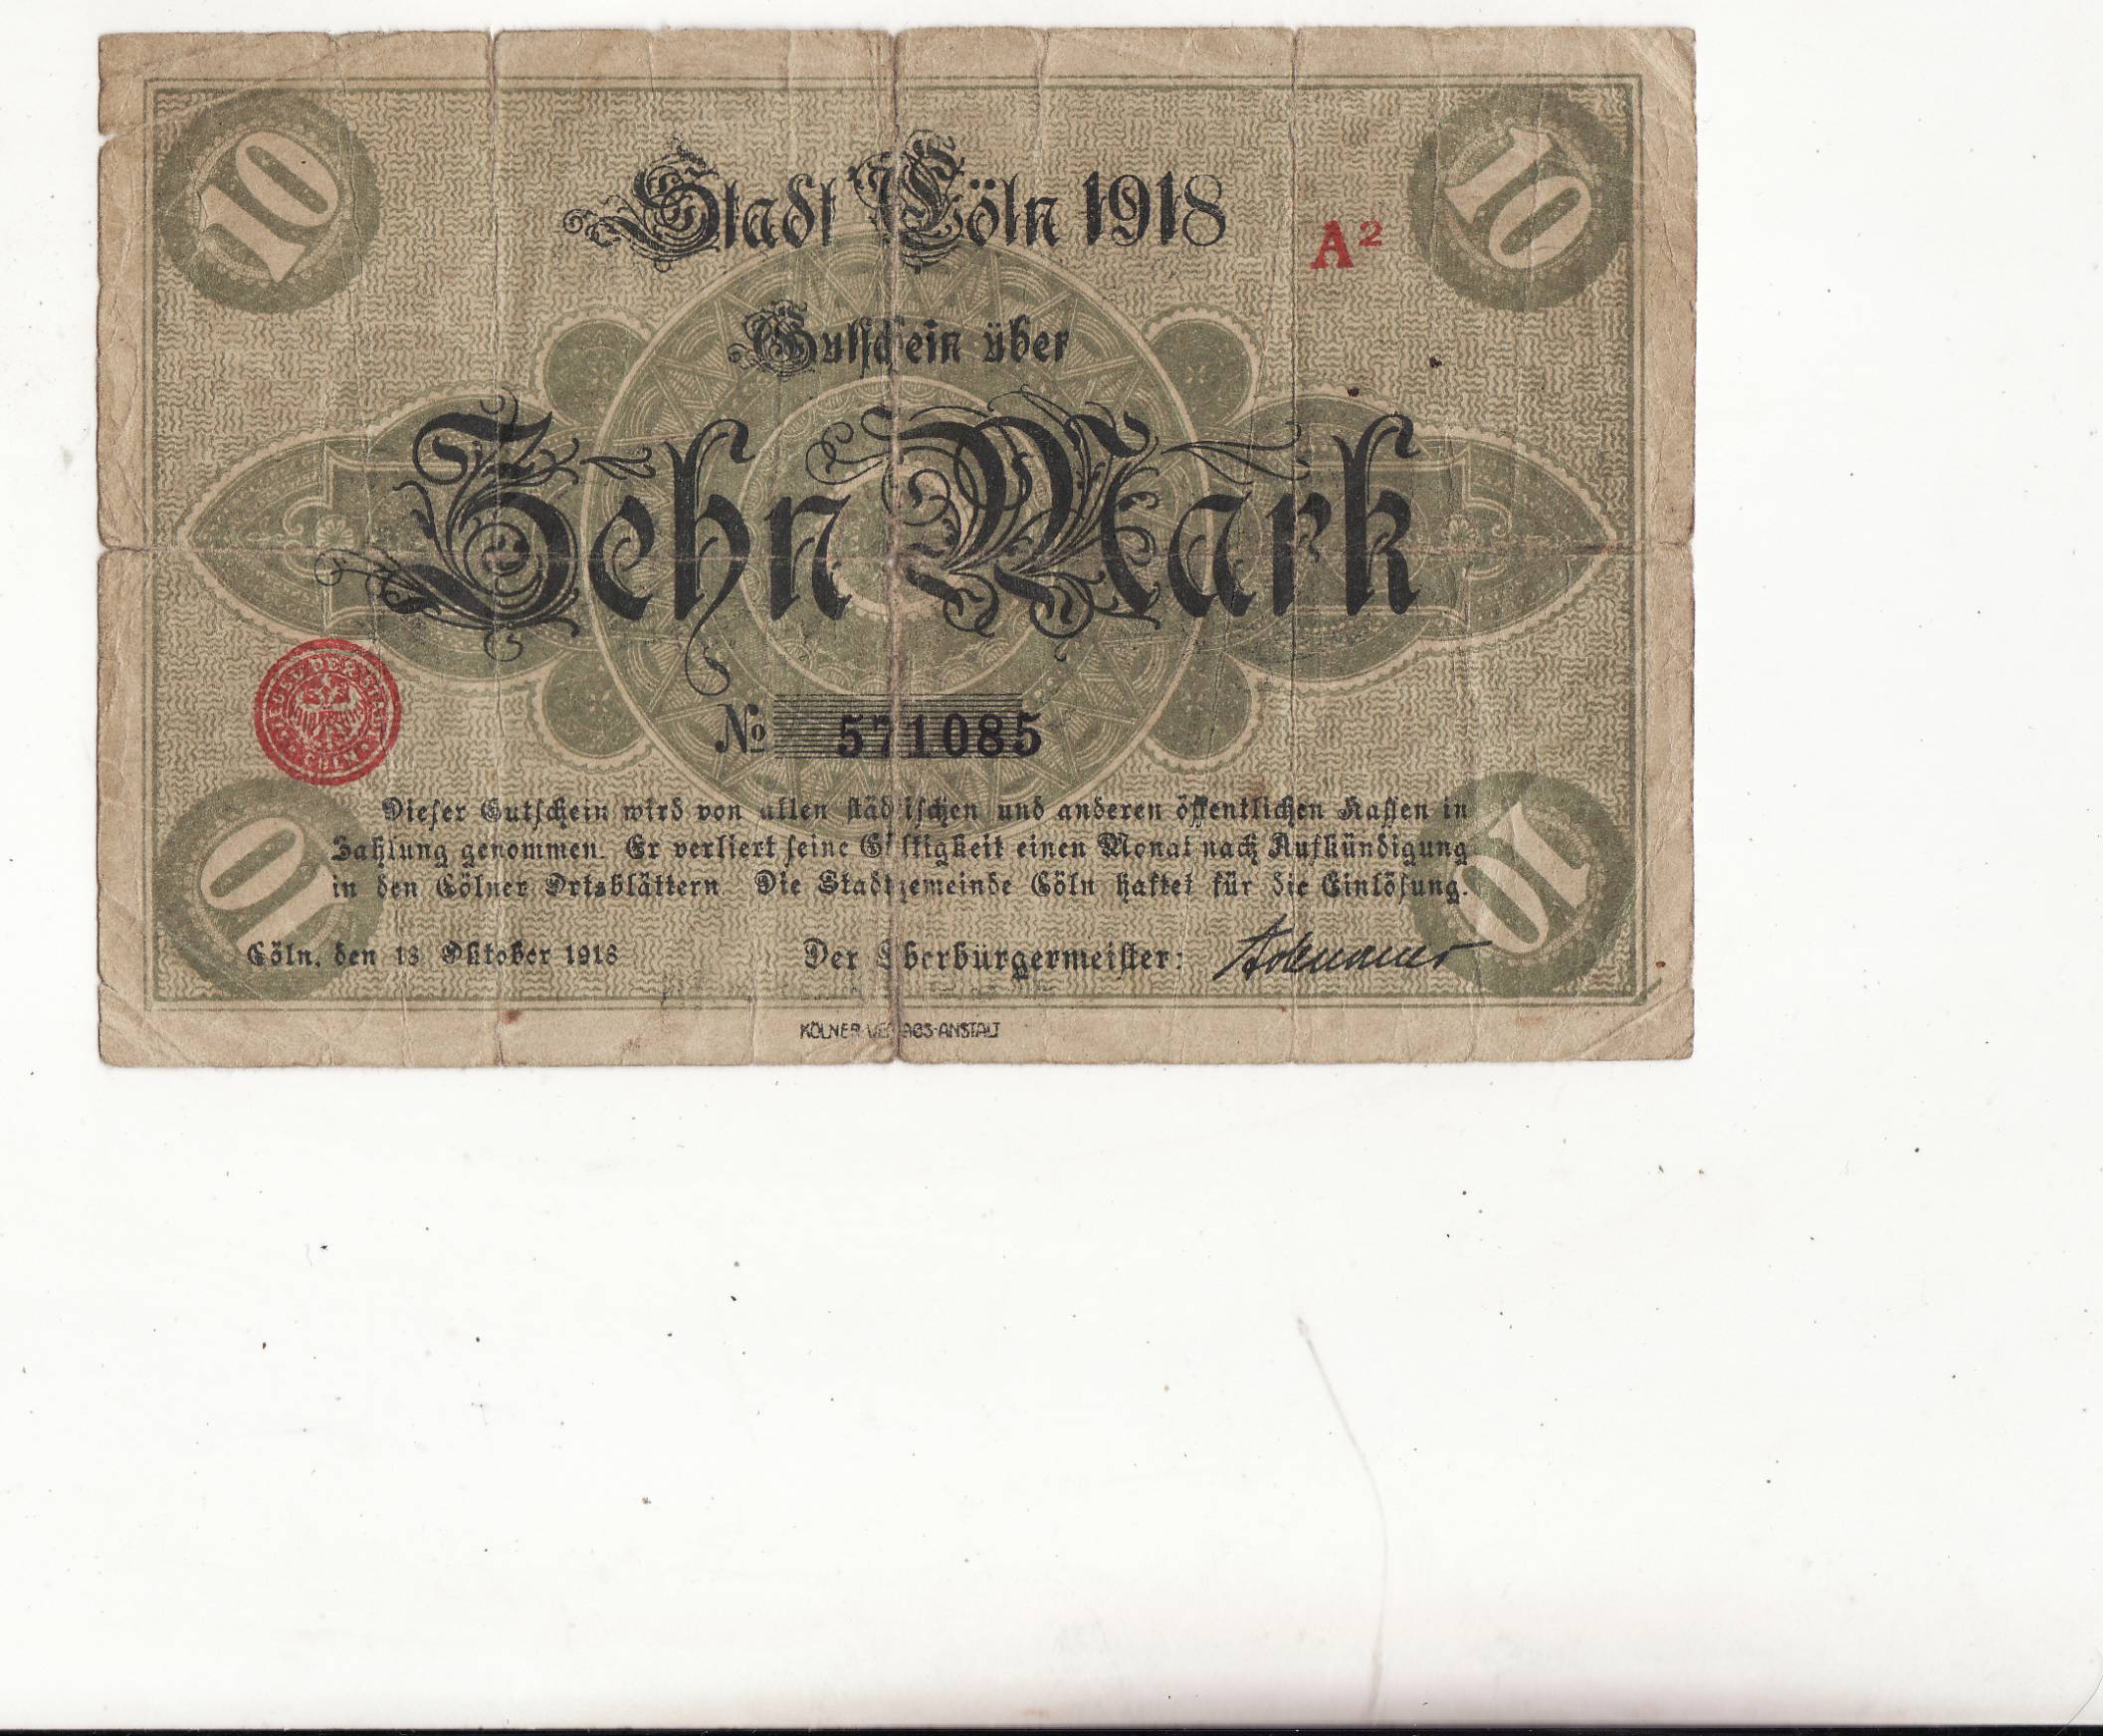 10
10
Stadt Cöln 1918
A²
Gutschein über
Zehn Mark
№ 571085
Dieser Gutschein wird von allen städtischen und anderen öffentlichen Kassen in
Zahlung genommen. Er verliert seine Gültigkeit einen Monat nach Aufkündigung
in den Cölner Ortsblättern. Die Stadtgemeinde Cöln haftet für die Einlösung.
10
10
Cöln, den 18. Oktober 1918
Der Oberbürgermeister:
Adenauer
KÖLNER VERLAGS-ANSTALT